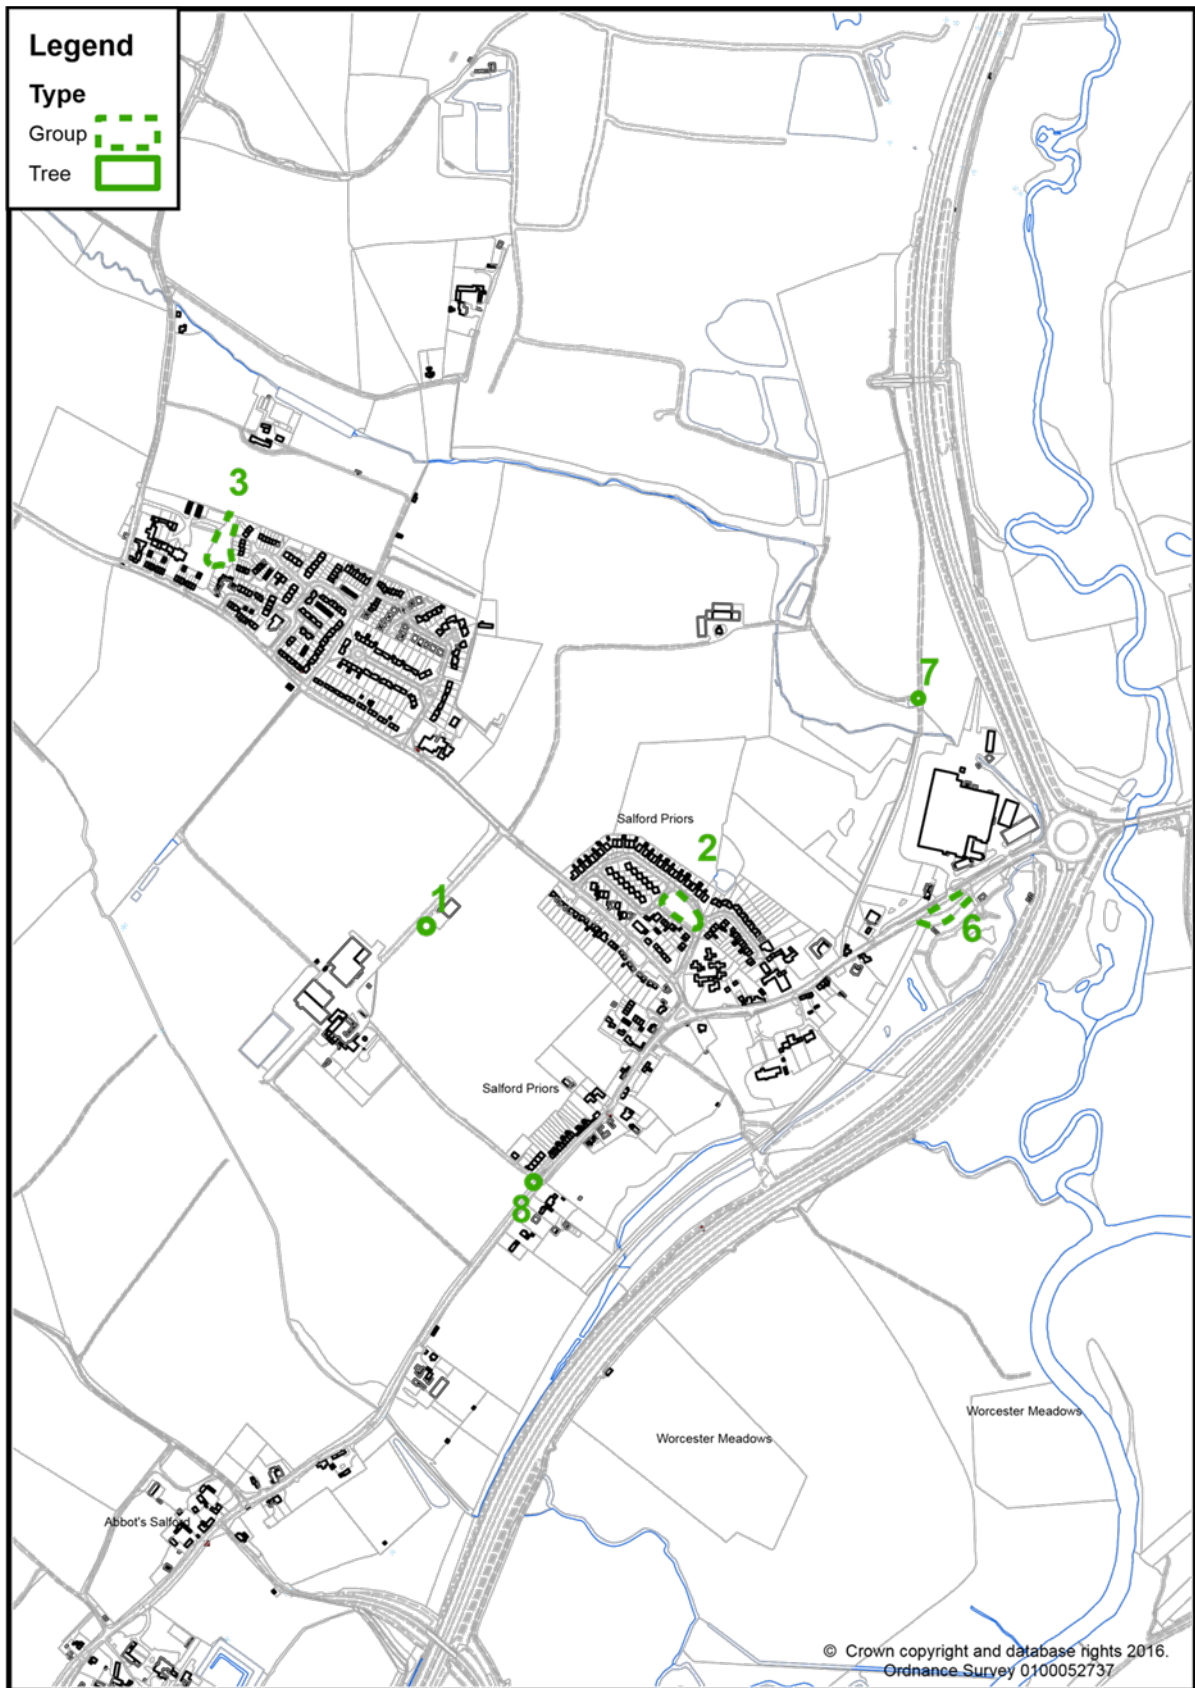 Legend
Type
Group
Tree
3
7
Salford Priors
2
1
6
Salford Priors
8
Worcester Meadows
Worcester Meadows
Abbot's Salford
© Crown copyright and database rights 2016.
Ordnance Survey 0100052737